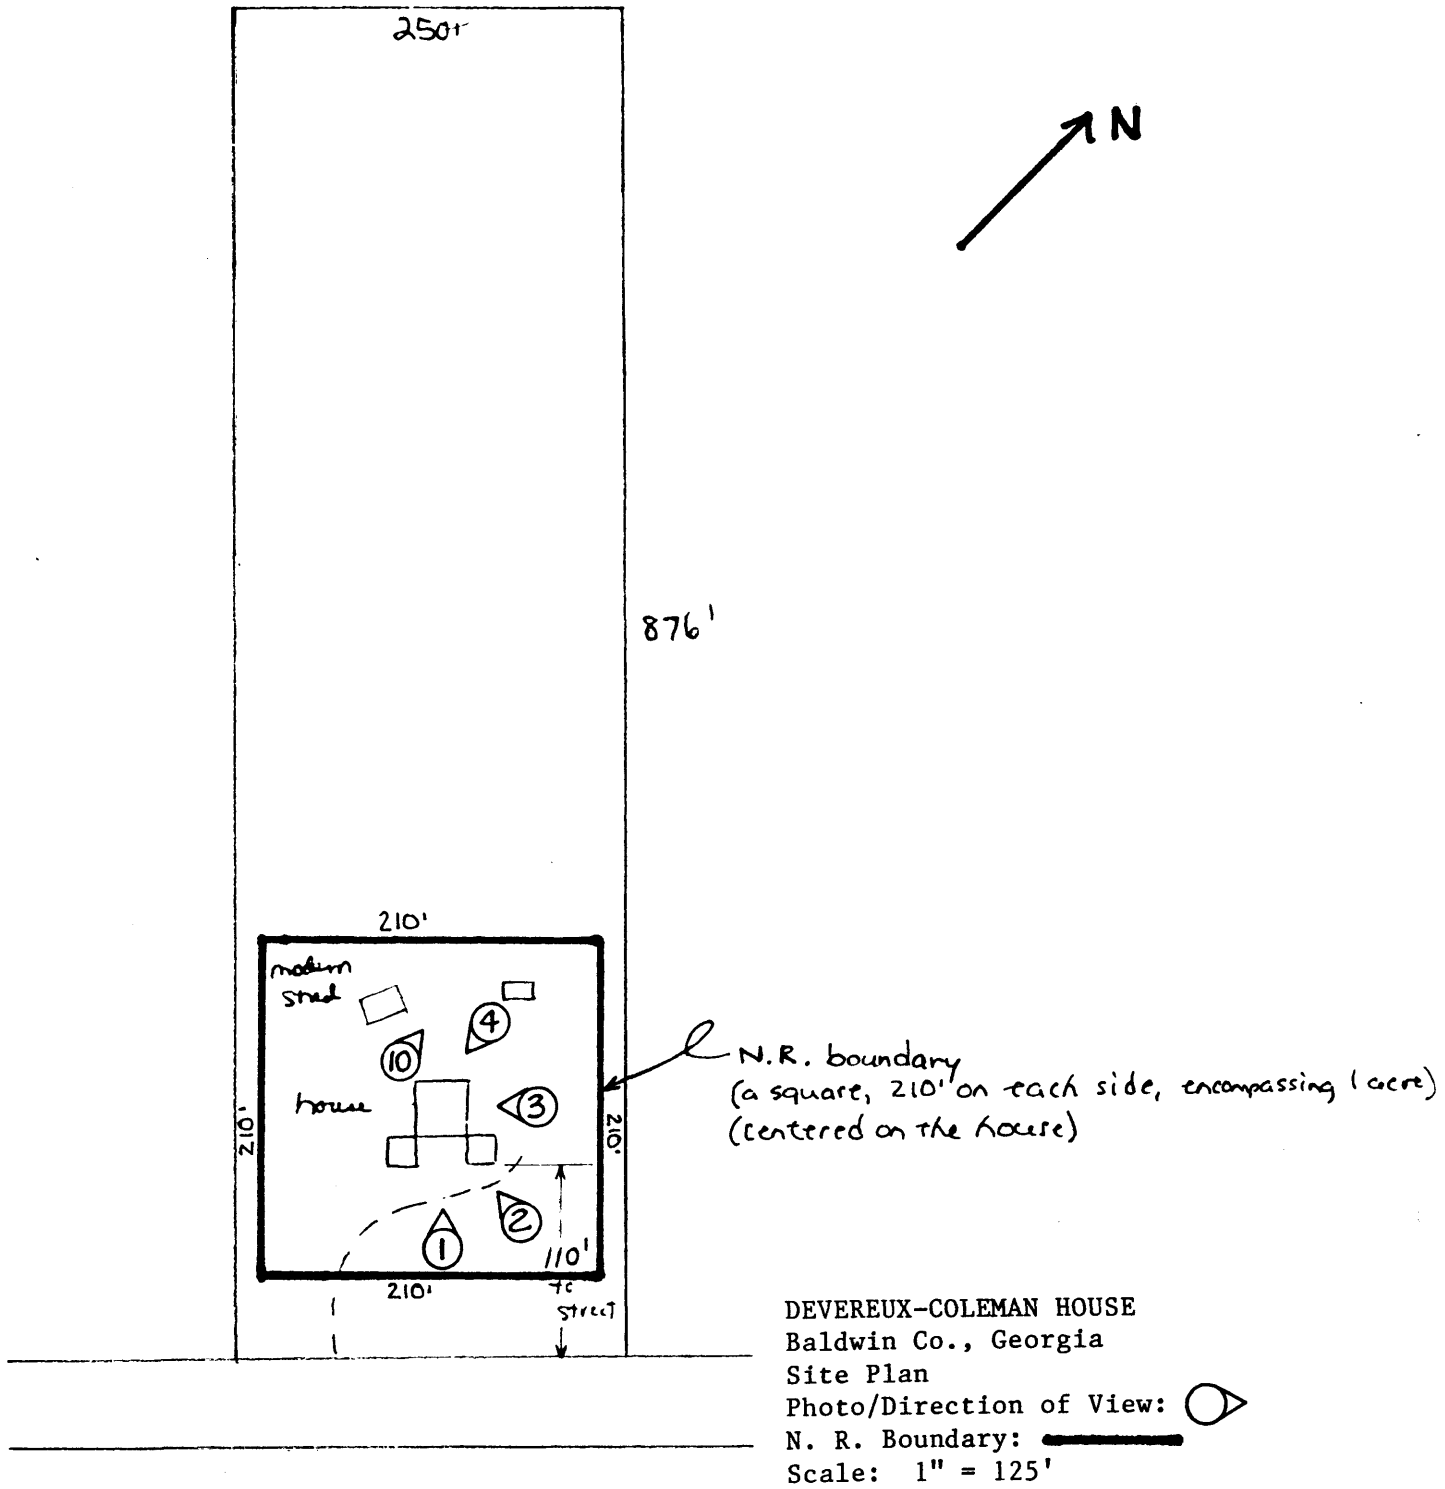 250+
N
876'
210'
modern
shed
4
10
house
3
210'
210'
N.R. boundary
(a square, 210' on each side, encompassing 1 acre)
(centered on the house)
2
1
110'
to
street
210'
DEVEREUX-COLEMAN HOUSE
Baldwin Co., Georgia
Site Plan
Photo/Direction of View:
N. R. Boundary:
Scale: 1" = 125'